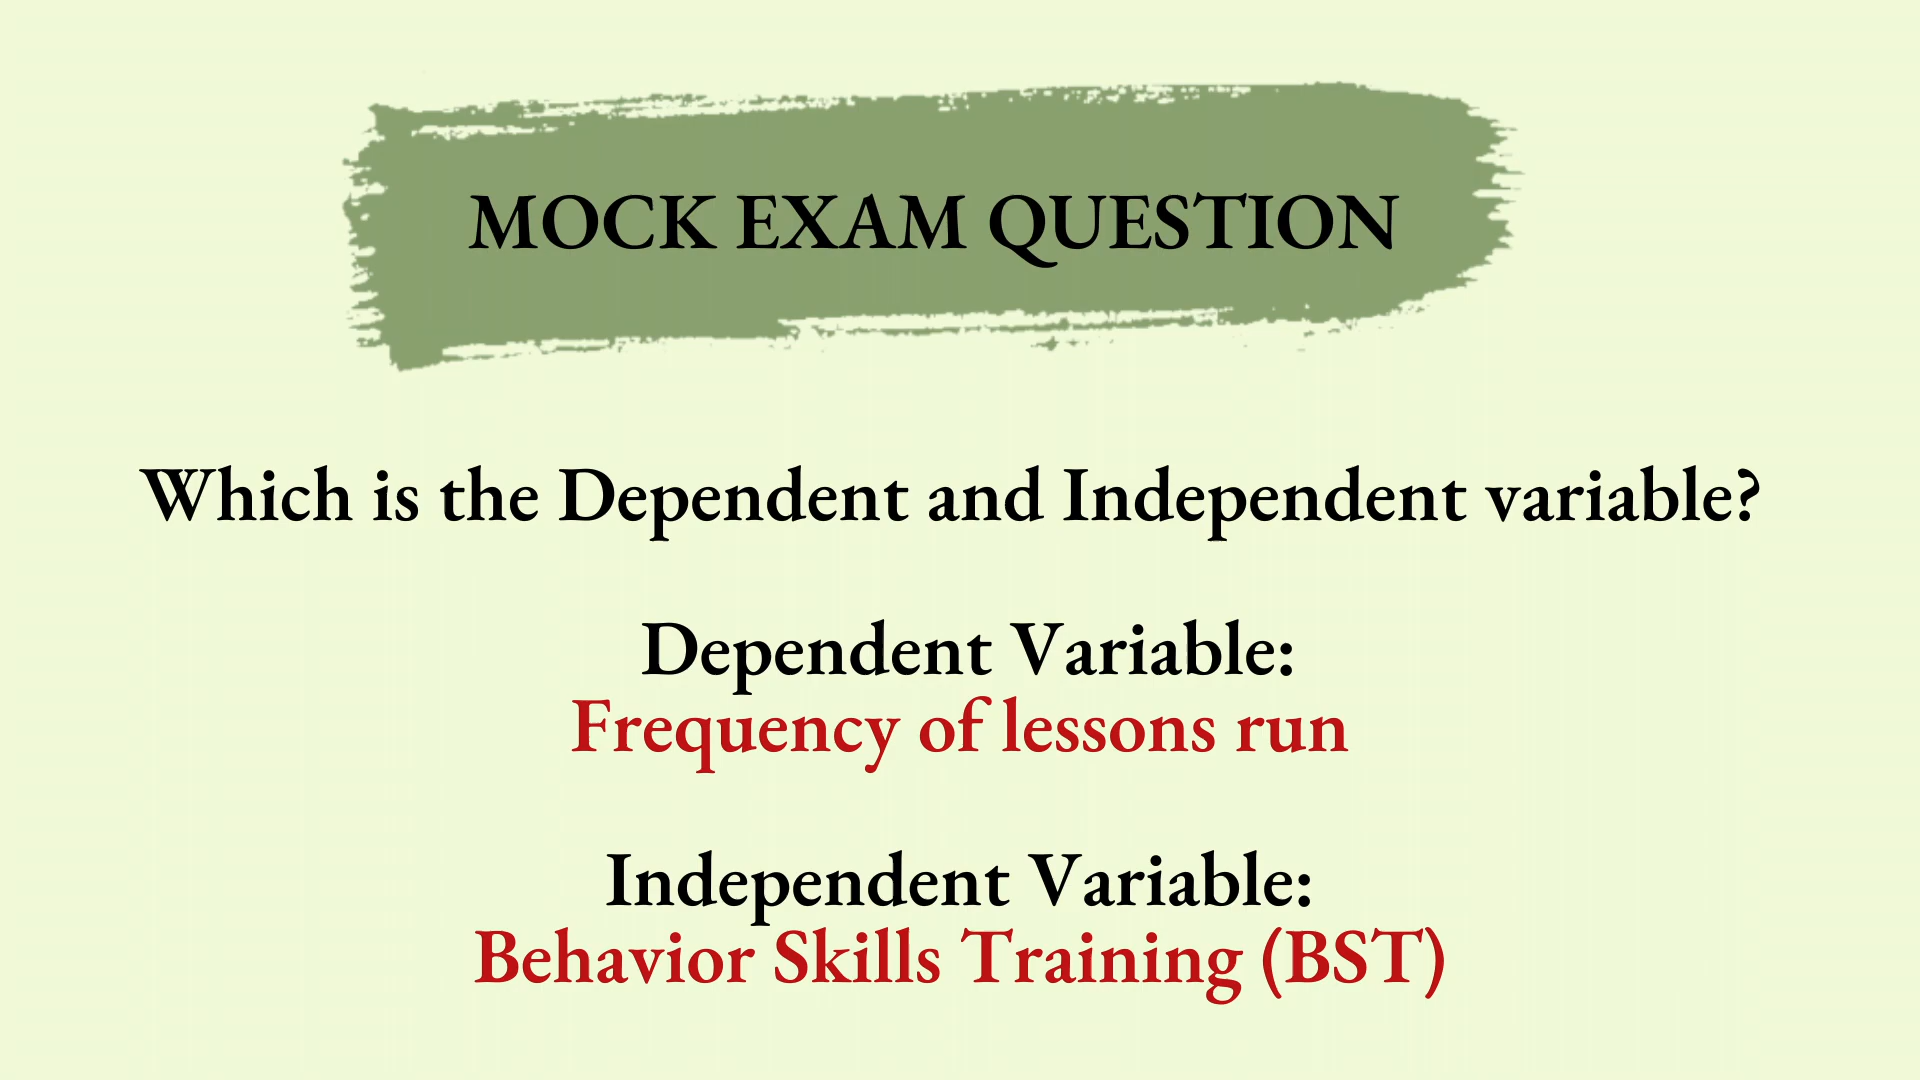 MOCK EXAM QUESTION
Which is the Dependent and Independent variable?
Dependent Variable:
Frequency of lessons run
Independent Variable:
Behavior Skills Training (BST)